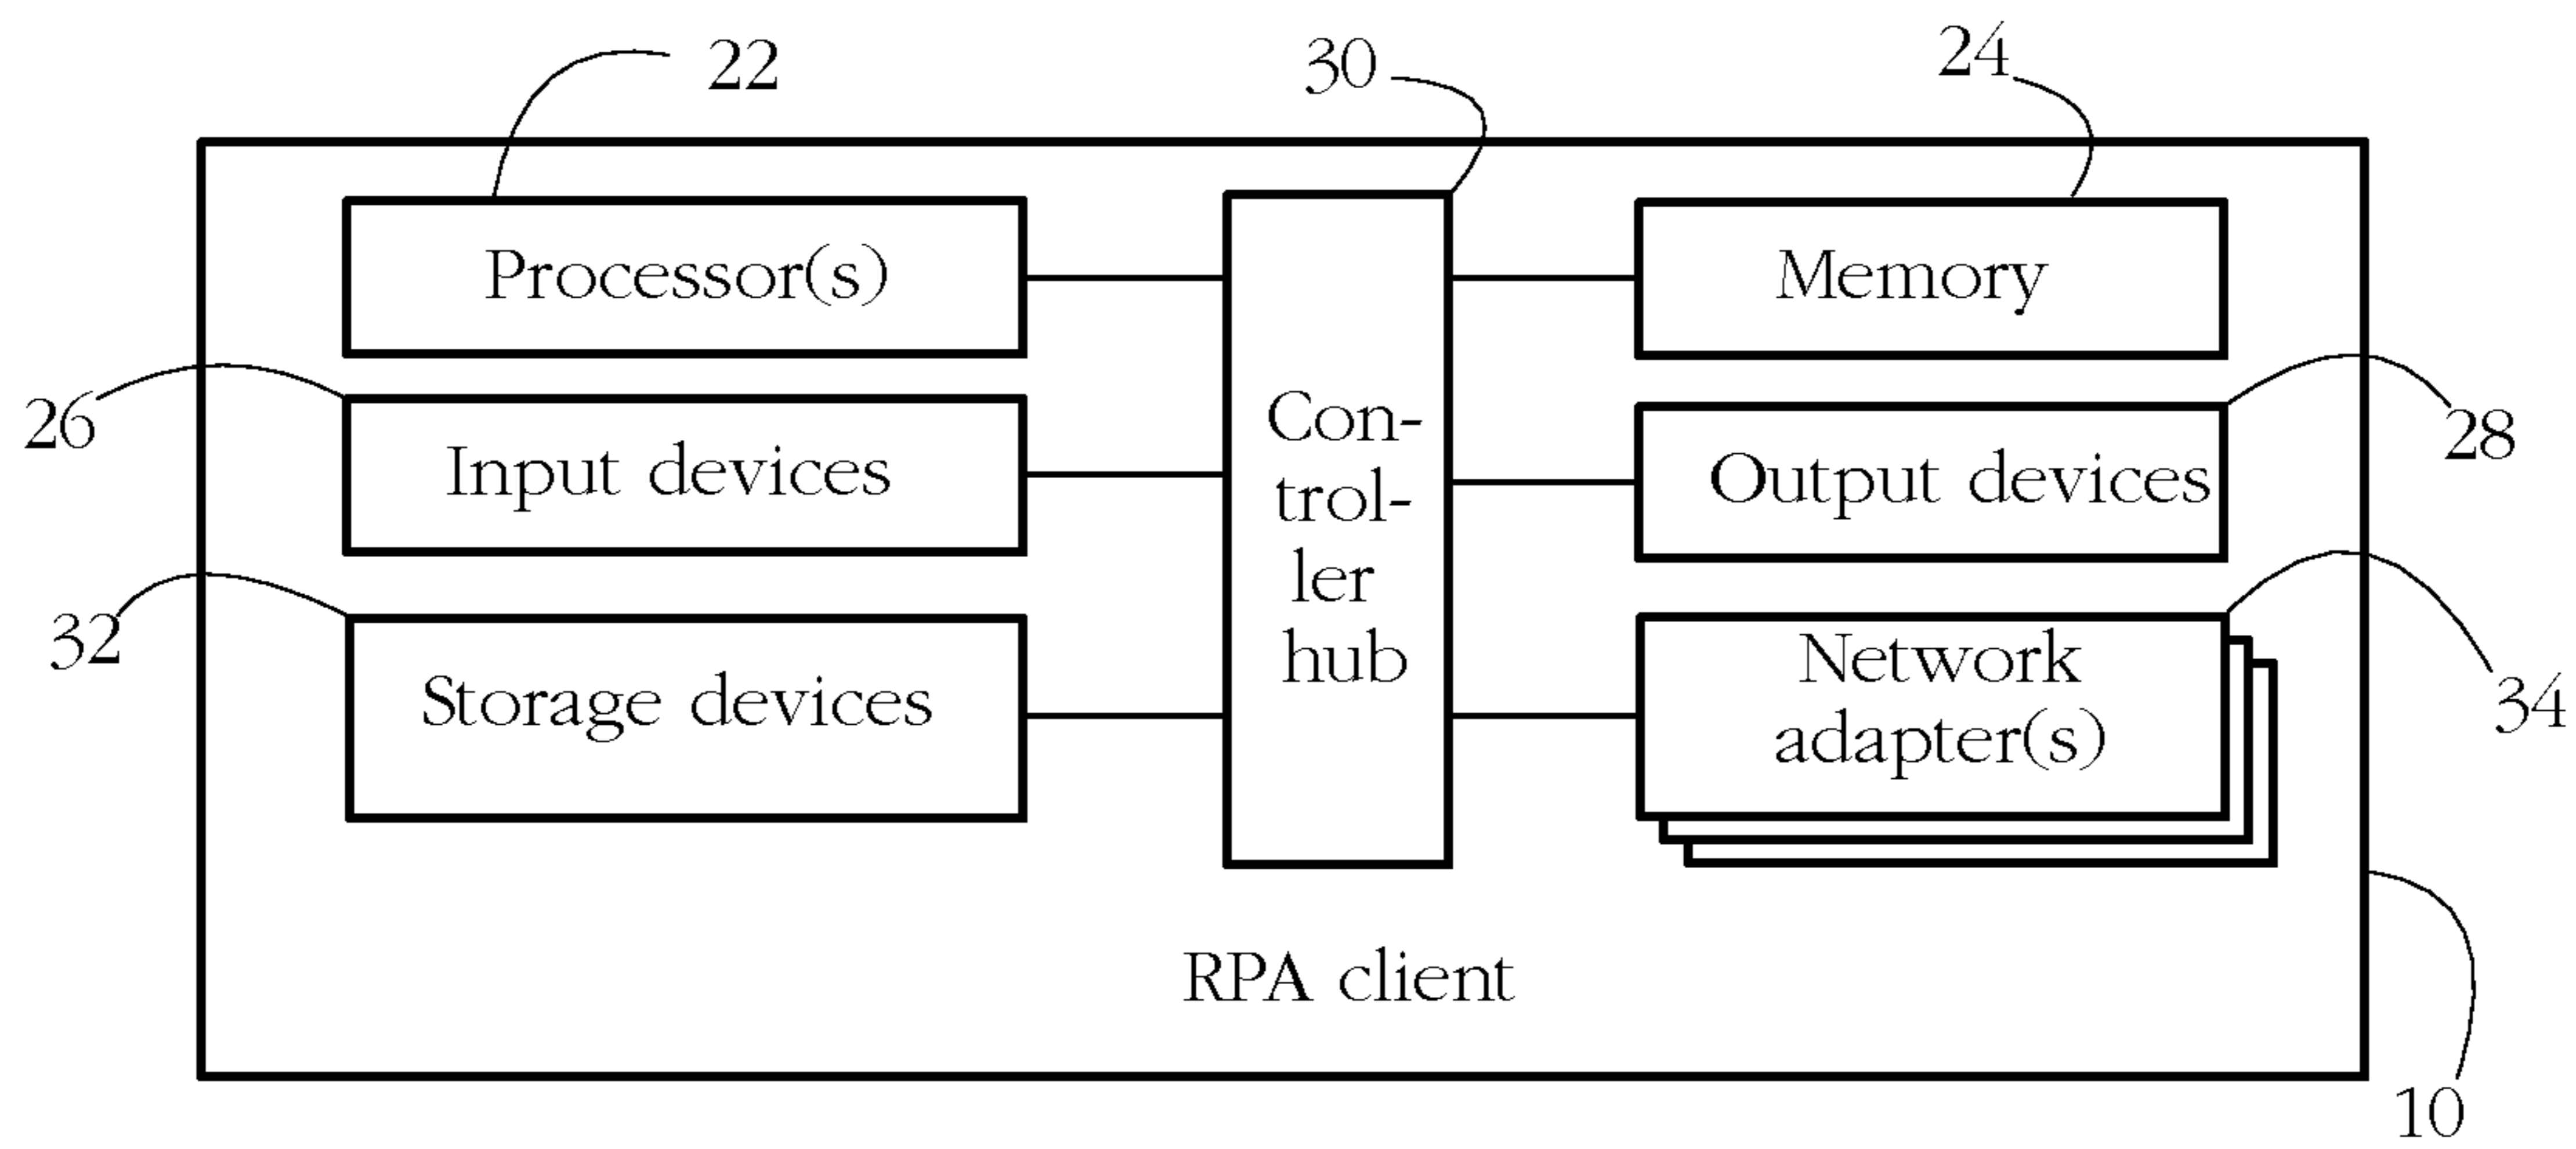 22
30
24
Processor(s)
Memory
26
Input devices
Con-
trol-
ler
hub
Output devices
28
32
Storage devices
Network
adapter(s)
34
RPA client
10